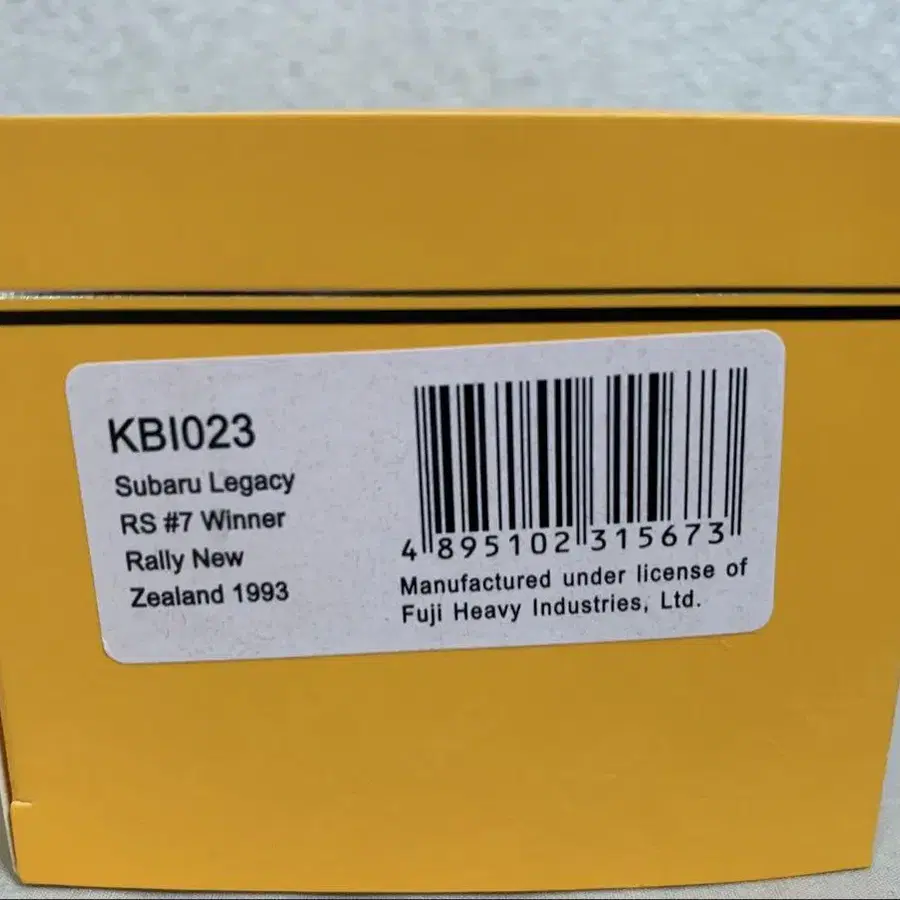 KBI023
Subaru Legacy
RS #7 Winner
Rally New
Zealand 1993
4 895102 315673
Manufactured under license of
Fuji Heavy Industries, Ltd.